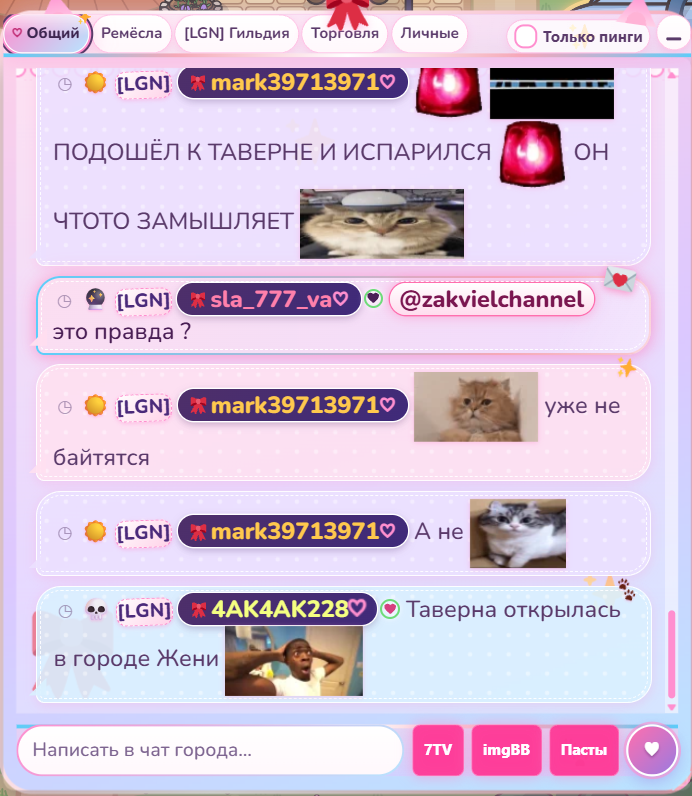 Общий Ремёсла [LGN] Гильдия Торговля Личные Только пинги
[LGN] mark39713971
ПОДОШЁЛ К ТАВЕРНЕ И ИСПАРИЛСЯ ОН
ЧТОТО ЗАМЫШЛЯЕТ
[LGN] sla_777_va @zakvielchannel
это правда ?
[LGN] mark39713971 уже не
байтятся
[LGN] mark39713971 А не
[LGN] 4AK4AK228 Таверна открылась
в городе Жени
Написать в чат города... 7TV imgBB Пасты